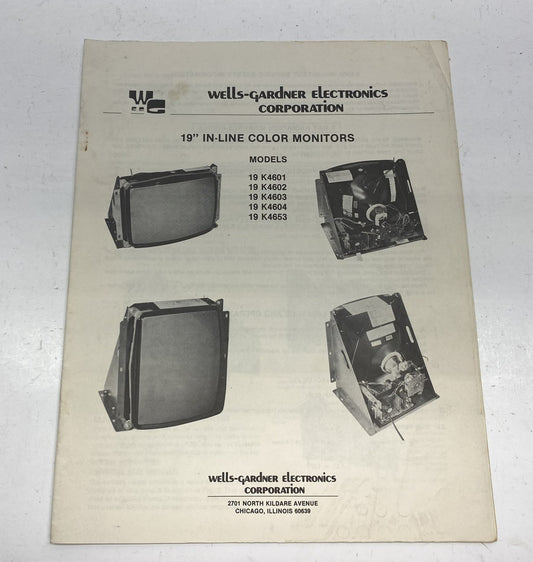 WG
Wells-Gardner Electronics
Corporation
19" IN-LINE COLOR MONITORS
MODELS
19 K4601
19 K4602
19 K4603
19 K4604
19 K4653
Wells-Gardner Electronics
Corporation
2701 NORTH KILDARE AVENUE
CHICAGO, ILLINOIS 60639